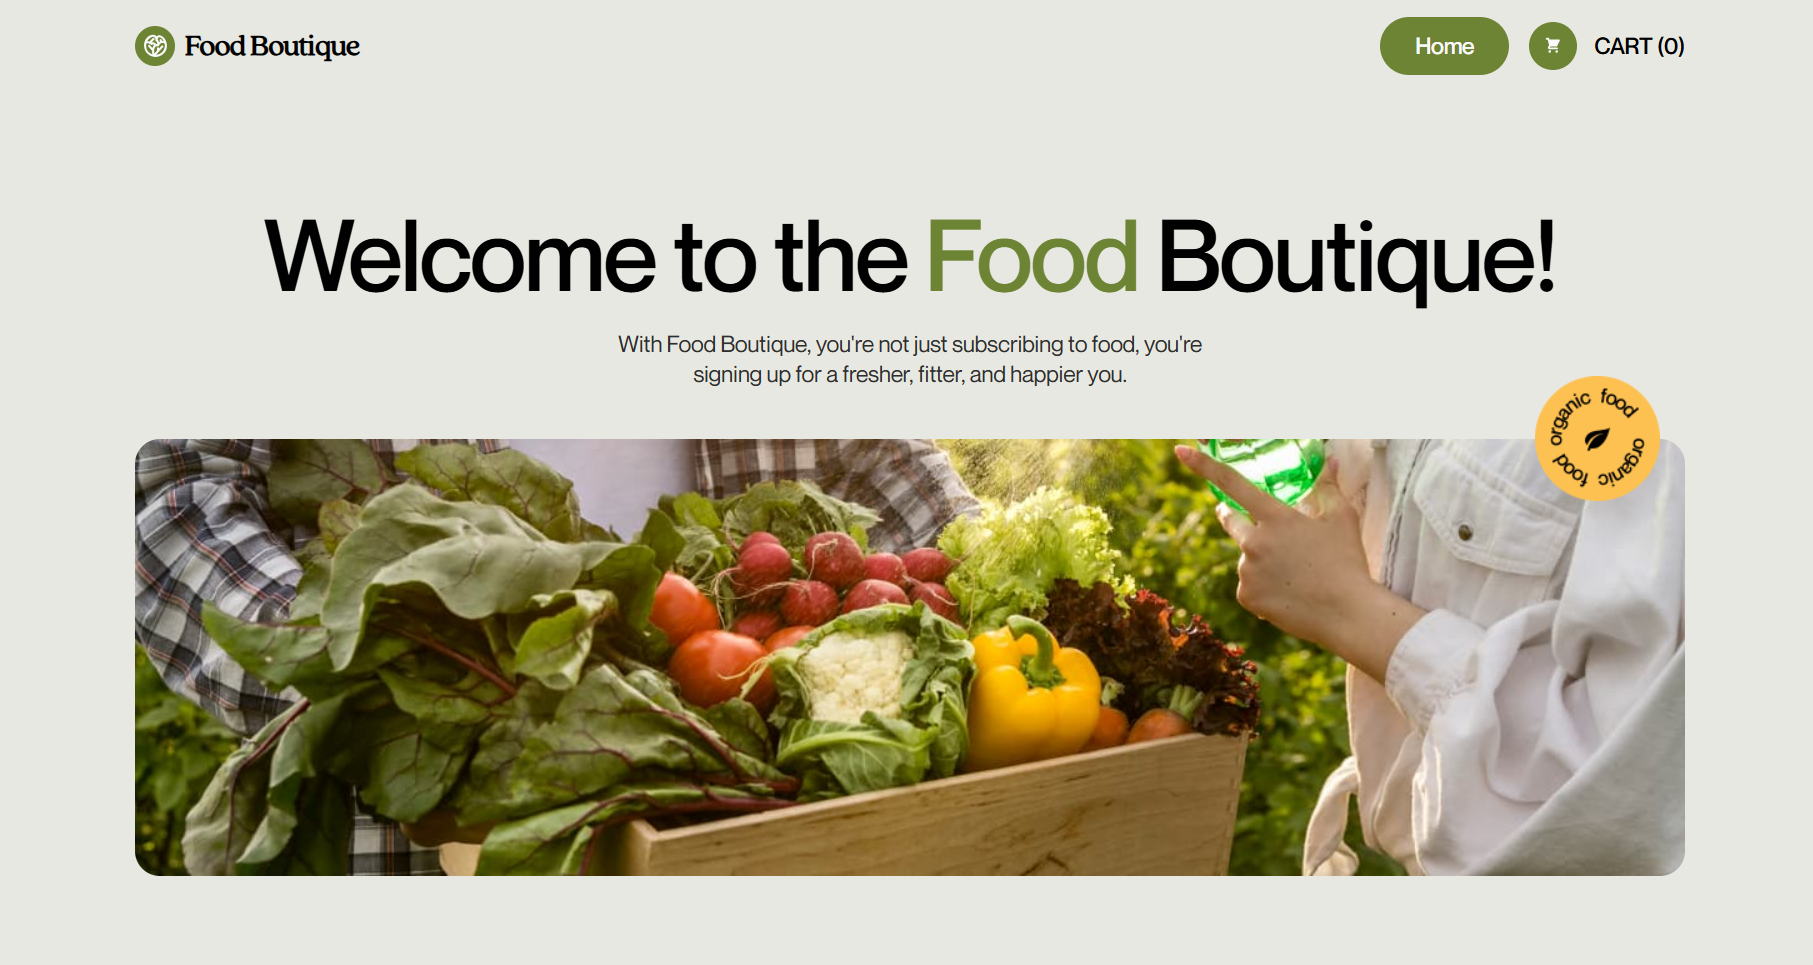 Food Boutique
Home
CART (0)
Welcome to the Food Boutique!
With Food Boutique, you're not just subscribing to food, you're
signing up for a fresher, fitter, and happier you.
organic food organic food